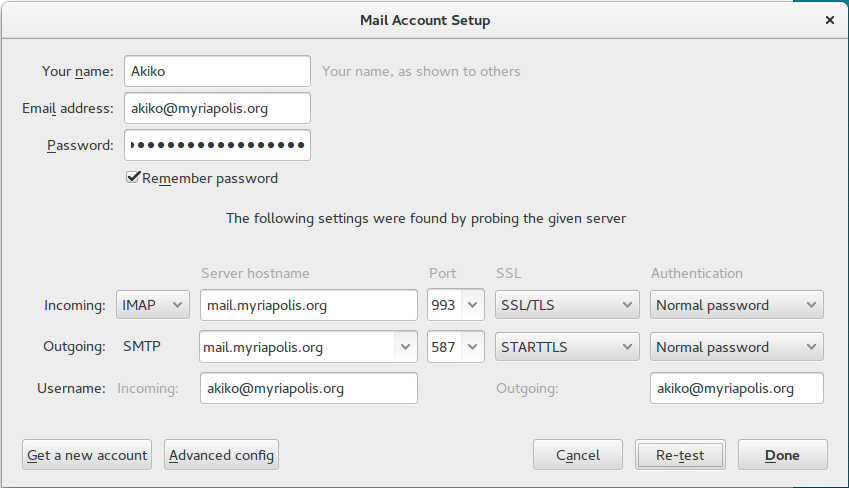 Mail Account Setup
Your name: Akiko Your name, as shown to others
Email address: akiko@myriapolis.org
Password: ●●●●●●●●●●●●●●●●●
Remember password
The following settings were found by probing the given server
Server hostname Port SSL Authentication
Incoming: IMAP mail.myriapolis.org 993 SSL/TLS Normal password
Outgoing: SMTP mail.myriapolis.org 587 STARTTLS Normal password
Username: Incoming: akiko@myriapolis.org Outgoing: akiko@myriapolis.org
Get a new account Advanced config Cancel Re-test Done